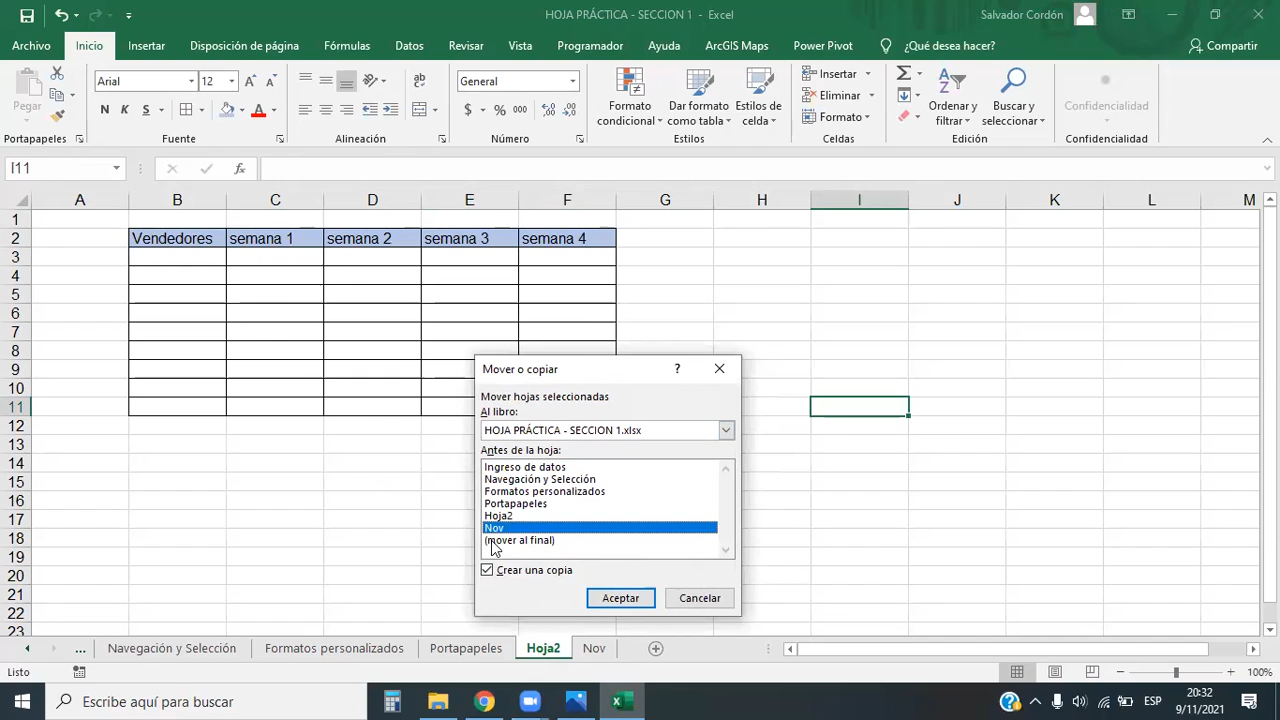 HOJA PRÁCTICA - SECCION 1 - Excel
Salvador Cordón
Archivo Inicio Insertar Disposición de página Fórmulas Datos Revisar Vista Programador Ayuda ArcGIS Maps Power Pivot ¿Qué desea hacer? Compartir
Pegar
Portapapeles
Arial 12
N K S
Fuente
ab
Alineación
General
$ % 000
Número
Formato condicional
Dar formato como tabla
Estilos de celda
Estilos
Insertar
Eliminar
Formato
Celdas
Ordenar y filtrar
Buscar y seleccionar
Edición
Confidencialidad
Confidencialidad
I11 fx
A B C D E F G H I J K L M
1
2 Vendedores semana 1 semana 2 semana 3 semana 4
3
4
5
6
7
8
9
10
11
12
13
14
15
16
17
18
19
20
21
22
23
Mover o copiar ? ×
Mover hojas seleccionadas
Al libro:
HOJA PRÁCTICA - SECCION 1.xlsx
Antes de la hoja:
Ingreso de datos
Navegación y Selección
Formatos personalizados
Portapapeles
Hoja2
Nov
(mover al final)
Crear una copia
Aceptar Cancelar
... Navegación y Selección Formatos personalizados Portapapeles Hoja2 Nov
Listo 100%
Escribe aquí para buscar
ESP
20:32
9/11/2021